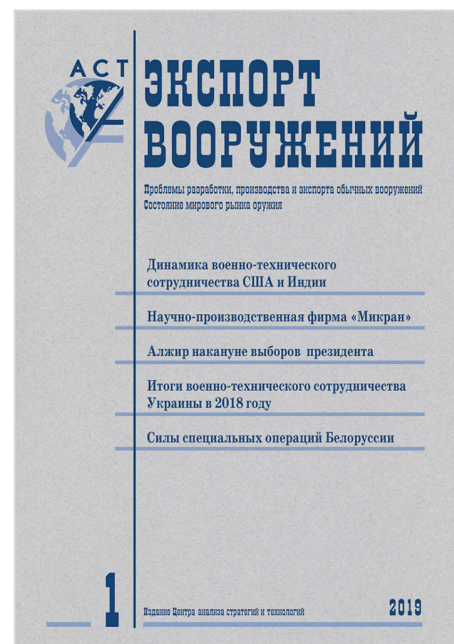 АСТ
ЭКСПОРТ
ВООРУЖЕНИЙ
Проблемы разработки, производства и экспорта обычных вооружений
Состояние мирового рынка оружия
Динамика военно-технического
сотрудничества США и Индии
Научно-производственная фирма «Микран»
Алжир накануне выборов президента
Итоги военно-технического сотрудничества
Украины в 2018 году
Силы специальных операций Белоруссии
1
Издание Центра анализа стратегий и технологий
2019